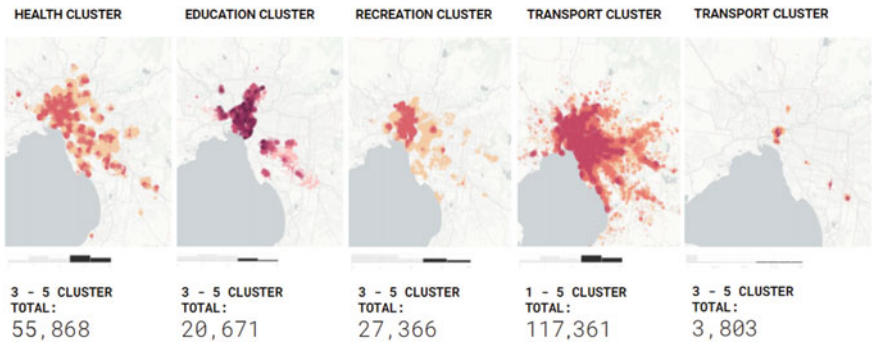 HEALTH CLUSTER
EDUCATION CLUSTER
RECREATION CLUSTER
TRANSPORT CLUSTER
TRANSPORT CLUSTER
3 - 5 CLUSTER
TOTAL:
55,868
3 - 5 CLUSTER
TOTAL:
20,671
3 - 5 CLUSTER
TOTAL:
27,366
1 - 5 CLUSTER
TOTAL:
117,361
3 - 5 CLUSTER
TOTAL:
3,803